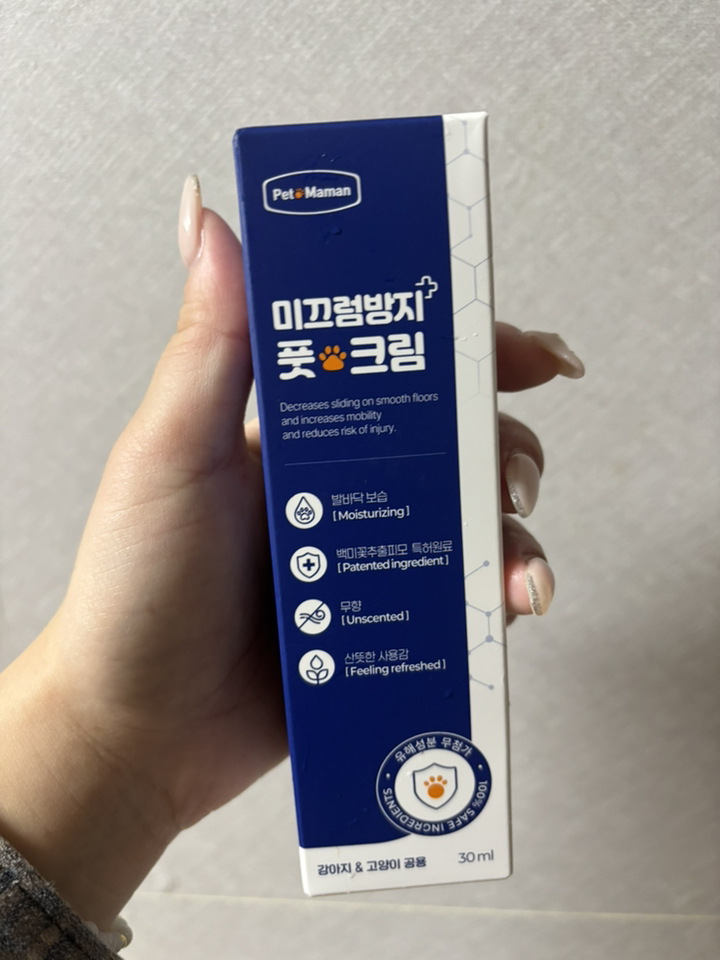 Pet Maman
미끄럼방지
풋 크림
Decreases sliding on smooth floors
and increases mobility
and reduces risk of injury.
발바닥 보습
[ Moisturizing ]
백미꽃추출피모 특허원료
[ Patented ingredient ]
무향
[ Unscented ]
산뜻한 사용감
[ Feeling refreshed ]
유해성분 무첨가
100% SAFE INGREDIENTS
강아지 & 고양이 공용
30 ml